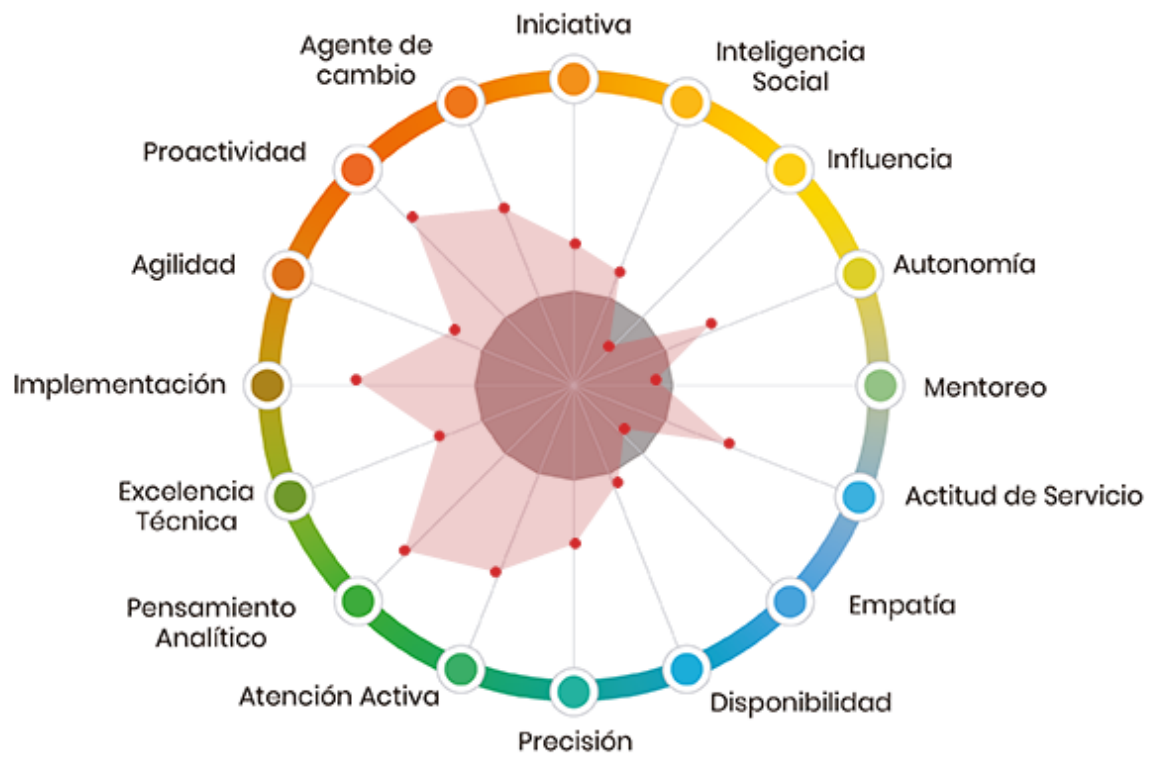 Iniciativa
Inteligencia
Social
Influencia
Autonomía
Mentoreo
Actitud de Servicio
Empatía
Disponibilidad
Precisión
Atención Activa
Pensamiento
Analítico
Excelencia
Técnica
Implementación
Agilidad
Proactividad
Agente de
cambio